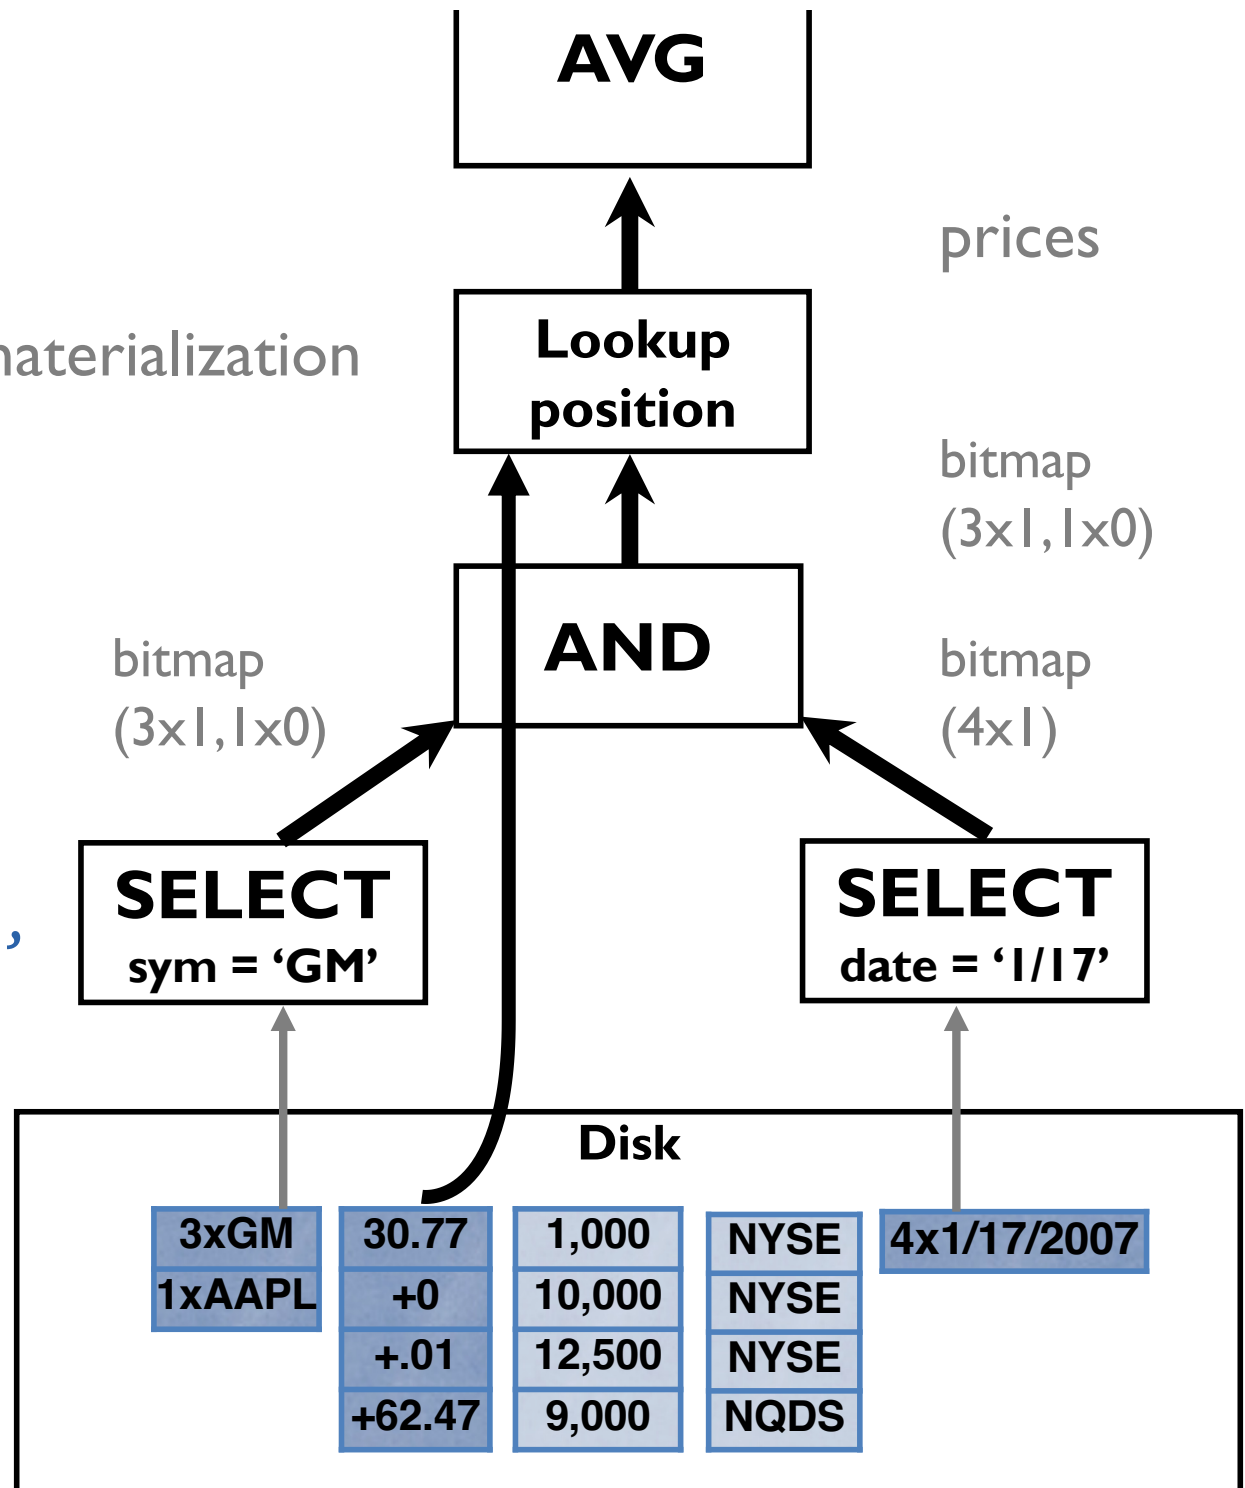 AVG
prices
Lookup
position
bitmap
(3x1,1x0)
AND
bitmap
(3x1,1x0)
bitmap
(4x1)
SELECT
sym = ‘GM’
SELECT
date = ‘1/17’
,
Disk
3xGM 30.77 1,000 NYSE 4x1/17/2007
1xAAPL +0 10,000 NYSE
+.01 12,500 NYSE
+62.47 9,000 NQDS